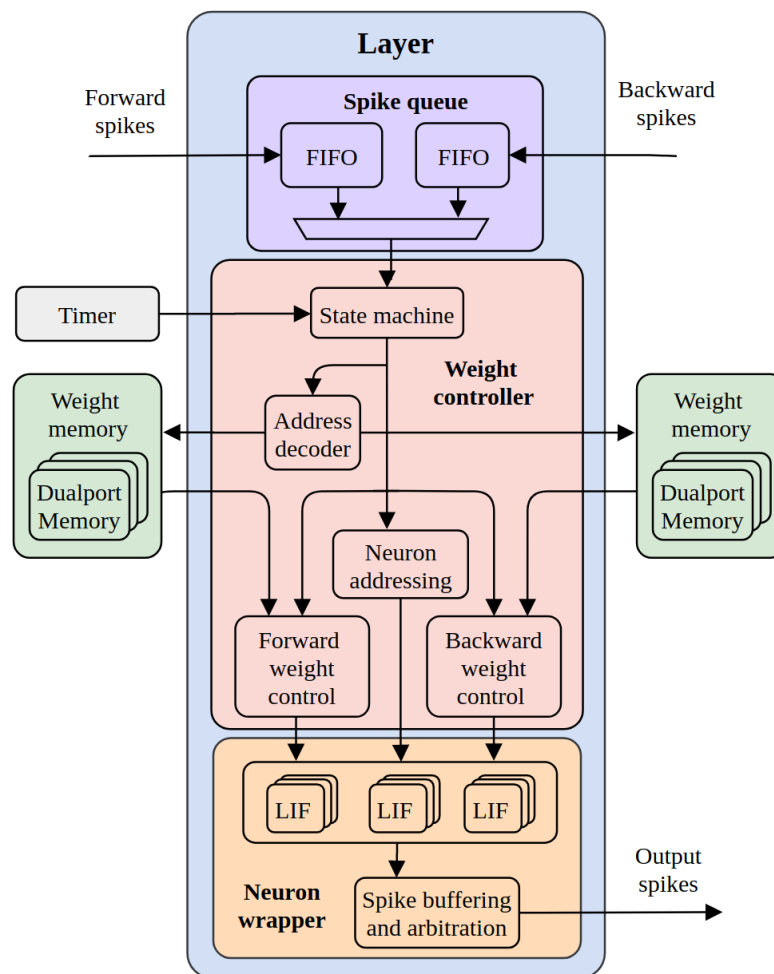 Layer
Forward
spikes
Backward
spikes
Spike queue
FIFO
FIFO
Timer
State machine
Weight
controller
Weight
memory
Dualport
Memory
Address
decoder
Weight
memory
Dualport
Memory
Neuron
addressing
Forward
weight
control
Backward
weight
control
LIF
LIF
LIF
Output
spikes
Neuron
wrapper
Spike buffering
and arbitration